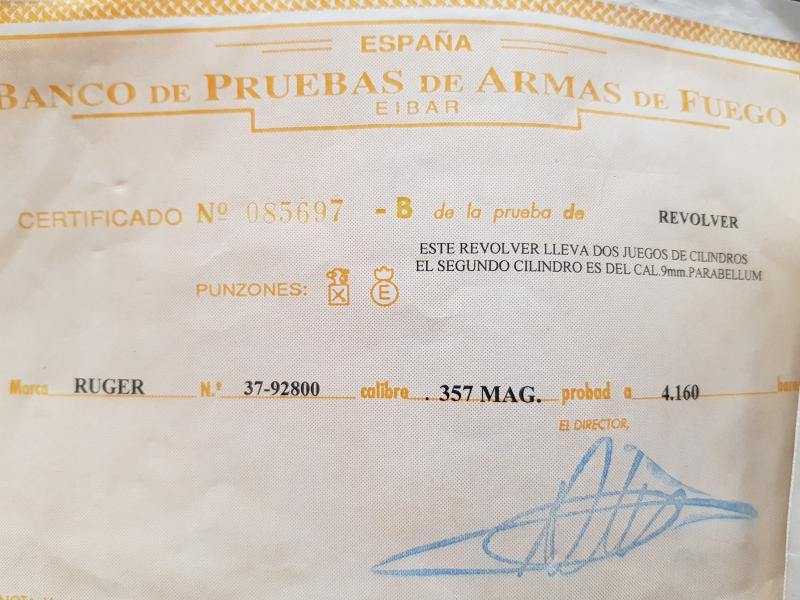 ESPAÑA
BANCO DE PRUEBAS DE ARMAS DE FUEGO
EIBAR
CERTIFICADO Nº 085697 - B de la prueba de REVOLVER
ESTE REVOLVER LLEVA DOS JUEGOS DE CILINDROS
EL SEGUNDO CILINDRO ES DEL CAL.9mm.PARABELLUM
PUNZONES: X E
Marca RUGER N.º 37-92800 calibre . 357 MAG. probad a 4.160
EL DIRECTOR,